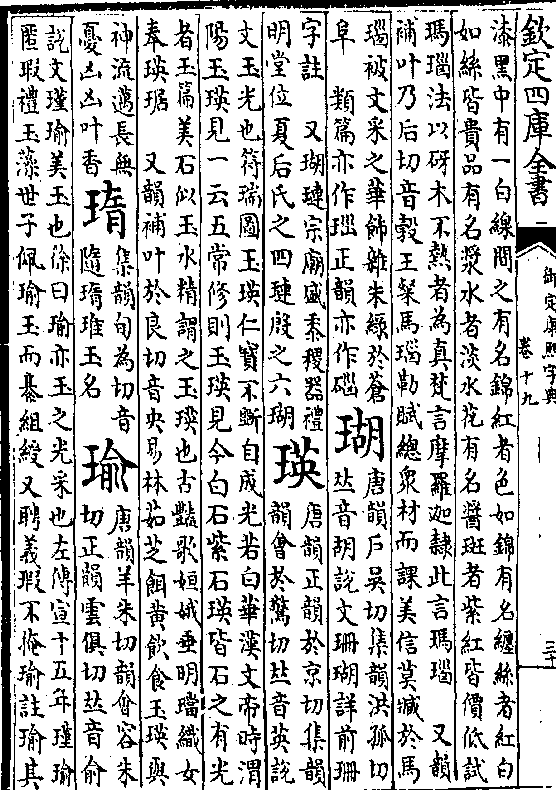 欽定四庫全書
御定康熙字典
卷十九
漆黑中有一白線間之有名錦紅者色如錦有名纏絲者紅白
如絲皆貴品有名漿水者淡水花有名醬斑者紫紅皆價低試
瑪瑙法以砑木不熱者為真梵言摩羅迦隸此言瑪瑙 又韻
補叶乃后切音穀王粲馬瑙勒賦總衆材而課美信莫臧於馬
瑙被文采之華飾雜朱綠於蒼
阜 類篇亦作瑙正韻亦作碯
瑚
唐韻戶吳切集韻洪孤切
𠀤音胡說文珊瑚詳前珊
字註 又瑚璉宗廟盛黍稷器禮
明堂位夏后氏之四璉殷之六瑚
瑛
唐韻正韻於京切集韻
韻會於驚切𠀤音英說
文玉光也符瑞圖玉瑛仁寶不斷自成光若白華漢文帝時渭
陽玉瑛見一云五常修則玉瑛見今白石紫石瑛皆石之有光
者玉篇美石似玉水精謂之玉瑛也古豔歌姮娥垂明璫織女
奉瑛琚 又韻補叶於良切音央易林茹芝餌黃飲食玉瑛與
神流通長無
憂凶凶叶香
㻪
集韻旬為切音
隨㻪琟玉名
瑜
唐韻羊朱切韻會容朱
切正韻雲俱切𠀤音俞
說文瑾瑜美玉也徐曰瑜亦玉之光采也左傳宣十五年瑾瑜
匿瑕禮玉藻世子佩瑜玉而綦組綬又聘義瑕不掩瑜註瑜其